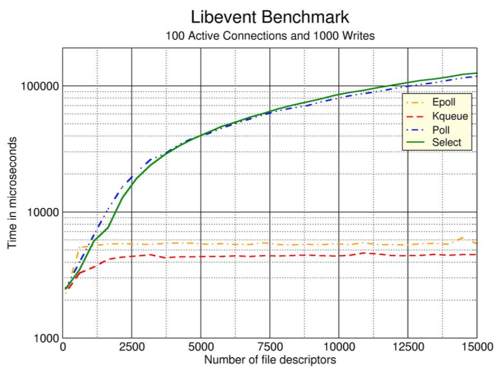 Libevent Benchmark
100 Active Connections and 1000 Writes
Time in microseconds
100000
10000
1000
Epoll
Kqueue
Poll
Select
0
2500
5000
7500
10000
12500
15000
Number of file descriptors